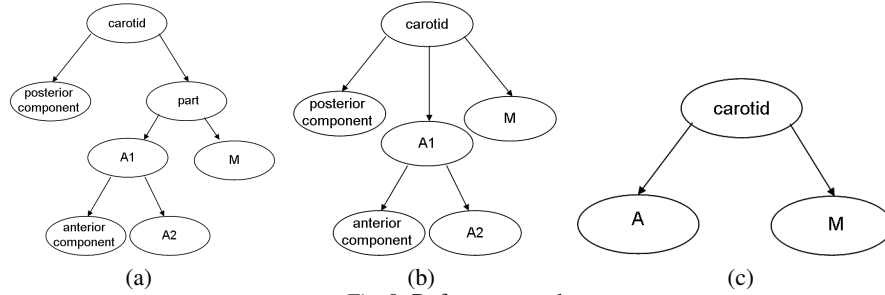 carotid
posterior
component
part
A1
M
anterior
component
A2
(a)
carotid
posterior
component
M
A1
anterior
component
A2
(b)
carotid
A
M
(c)